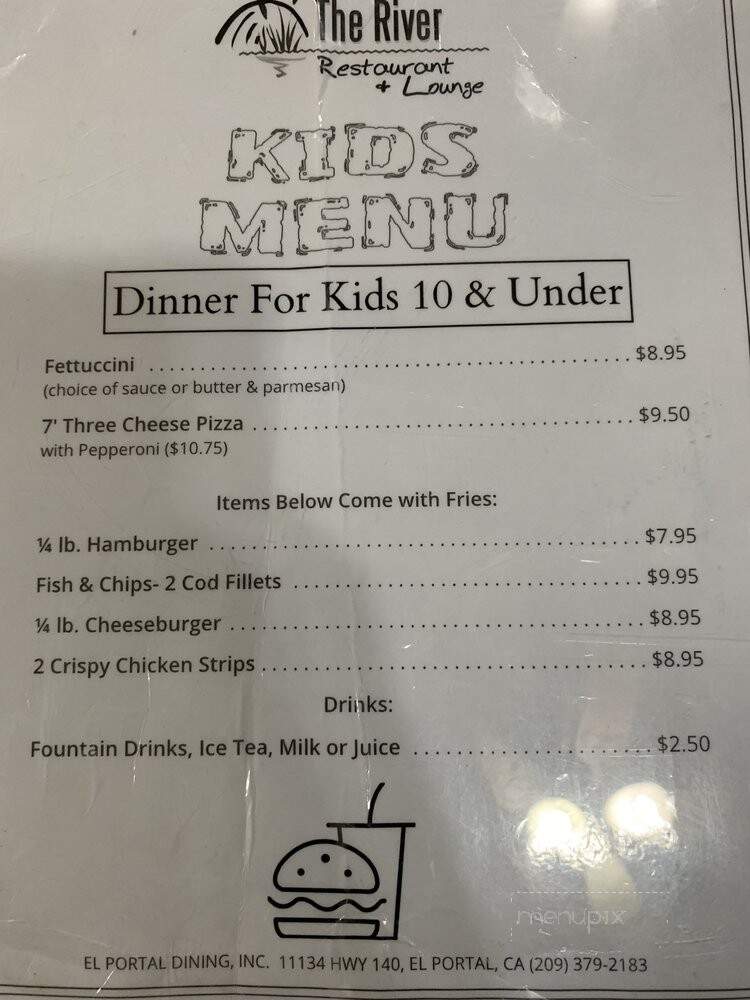 The River
Restaurant
& Lounge
KIDS
MENU
Dinner For Kids 10 & Under
Fettuccini ........................................ $8.95
(choice of sauce or butter & parmesan)
7' Three Cheese Pizza ................................ $9.50
with Pepperoni ($10.75)
Items Below Come with Fries:
¼ lb. Hamburger ..................................... $7.95
Fish & Chips- 2 Cod Fillets .............................. $9.95
¼ lb. Cheeseburger ................................... $8.95
2 Crispy Chicken Strips ................................ $8.95
Drinks:
Fountain Drinks, Ice Tea, Milk or Juice ..................... $2.50
menupix
EL PORTAL DINING, INC. 11134 HWY 140, EL PORTAL, CA (209) 379-2183